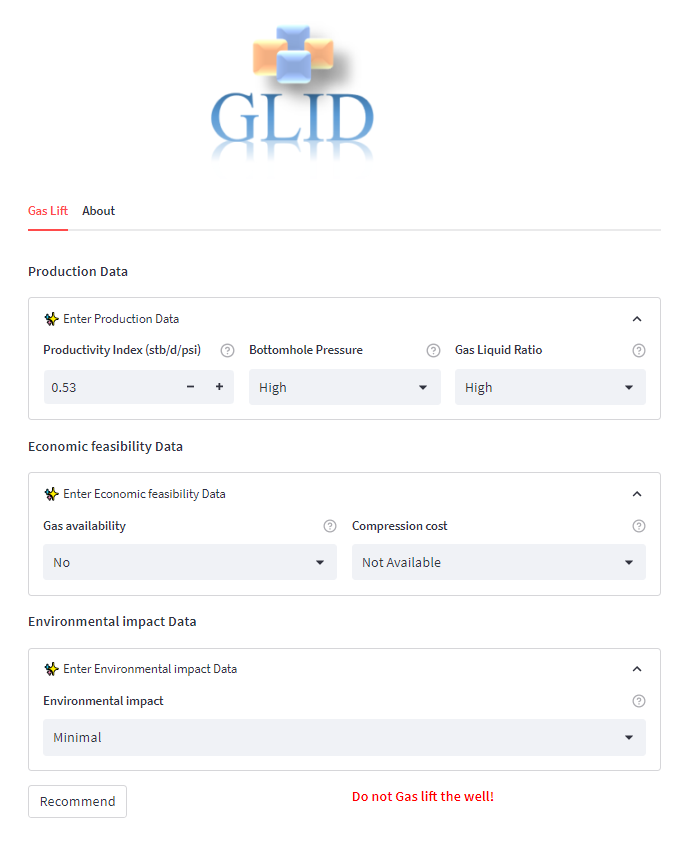 GLID
Gas Lift About
Production Data
Enter Production Data
Productivity Index (stb/d/psi) Bottomhole Pressure Gas Liquid Ratio
0.53 − + High High
Economic feasibility Data
Enter Economic feasibility Data
Gas availability Compression cost
No Not Available
Environmental impact Data
Enter Environmental impact Data
Environmental impact
Minimal
Recommend Do not Gas lift the well!